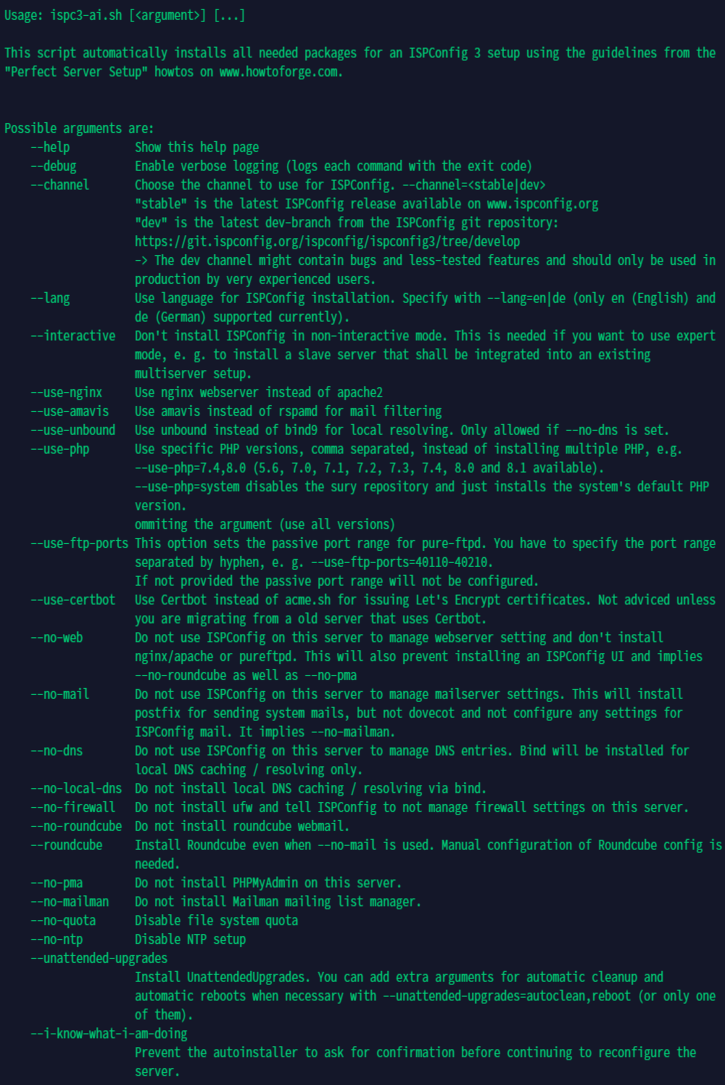 Usage: ispc3-ai.sh [<argument>] [...]
This script automatically installs all needed packages for an ISPConfig 3 setup using the guidelines from the
"Perfect Server Setup" howtos on www.howtoforge.com.
Possible arguments are:
--help Show this help page
--debug Enable verbose logging (logs each command with the exit code)
--channel Choose the channel to use for ISPConfig. --channel=<stable|dev>
"stable" is the latest ISPConfig release available on www.ispconfig.org
"dev" is the latest dev-branch from the ISPConfig git repository:
https://git.ispconfig.org/ispconfig/ispconfig3/tree/develop
-> The dev channel might contain bugs and less-tested features and should only be used in
production by very experienced users.
--lang Use language for ISPConfig installation. Specify with --lang=en|de (only en (English) and
de (German) supported currently).
--interactive Don't install ISPConfig in non-interactive mode. This is needed if you want to use expert
mode, e. g. to install a slave server that shall be integrated into an existing
multiserver setup.
--use-nginx Use nginx webserver instead of apache2
--use-amavis Use amavis instead of rspamd for mail filtering
--use-unbound Use unbound instead of bind9 for local resolving. Only allowed if --no-dns is set.
--use-php Use specific PHP versions, comma separated, instead of installing multiple PHP, e.g.
--use-php=7.4,8.0 (5.6, 7.0, 7.1, 7.2, 7.3, 7.4, 8.0 and 8.1 available).
--use-php=system disables the sury repository and just installs the system's default PHP
version.
ommiting the argument (use all versions)
--use-ftp-ports This option sets the passive port range for pure-ftpd. You have to specify the port range
separated by hyphen, e. g. --use-ftp-ports=40110-40210.
If not provided the passive port range will not be configured.
--use-certbot Use Certbot instead of acme.sh for issuing Let's Encrypt certificates. Not adviced unless
you are migrating from a old server that uses Certbot.
--no-web Do not use ISPConfig on this server to manage webserver setting and don't install
nginx/apache or pureftpd. This will also prevent installing an ISPConfig UI and implies
--no-roundcube as well as --no-pma
--no-mail Do not use ISPConfig on this server to manage mailserver settings. This will install
postfix for sending system mails, but not dovecot and not configure any settings for
ISPConfig mail. It implies --no-mailman.
--no-dns Do not use ISPConfig on this server to manage DNS entries. Bind will be installed for
local DNS caching / resolving only.
--no-local-dns Do not install local DNS caching / resolving via bind.
--no-firewall Do not install ufw and tell ISPConfig to not manage firewall settings on this server.
--no-roundcube Do not install roundcube webmail.
--roundcube Install Roundcube even when --no-mail is used. Manual configuration of Roundcube config is
needed.
--no-pma Do not install PHPMyAdmin on this server.
--no-mailman Do not install Mailman mailing list manager.
--no-quota Disable file system quota
--no-ntp Disable NTP setup
--unattended-upgrades
Install UnattendedUpgrades. You can add extra arguments for automatic cleanup and
automatic reboots when necessary with --unattended-upgrades=autoclean,reboot (or only one
of them).
--i-know-what-i-am-doing
Prevent the autoinstaller to ask for confirmation before continuing to reconfigure the
server.